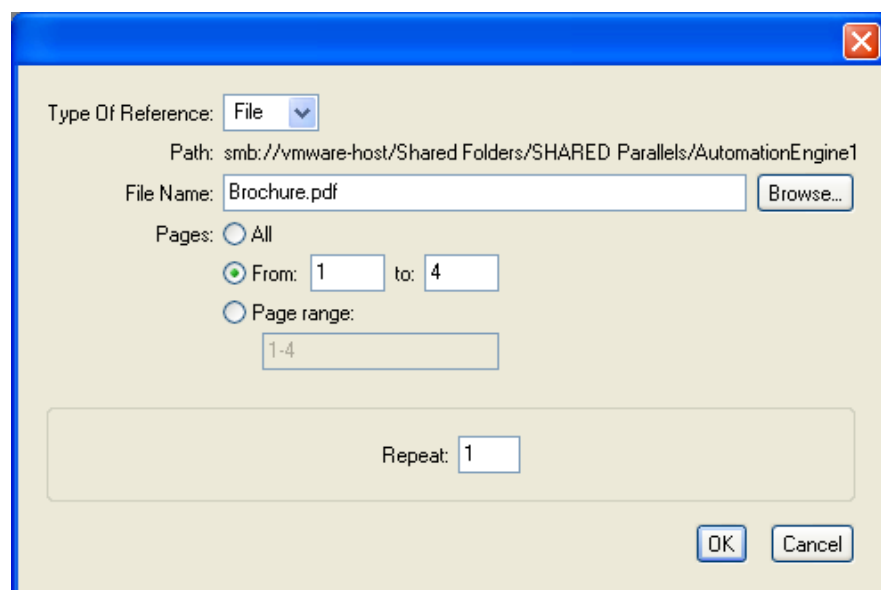 Type Of Reference: File
Path: smb://vmware-host/Shared Folders/SHARED Parallels/AutomationEngine1
File Name: Brochure.pdf Browse...
Pages: All
From: 1 to: 4
Page range:
1-4
Repeat: 1
OK Cancel